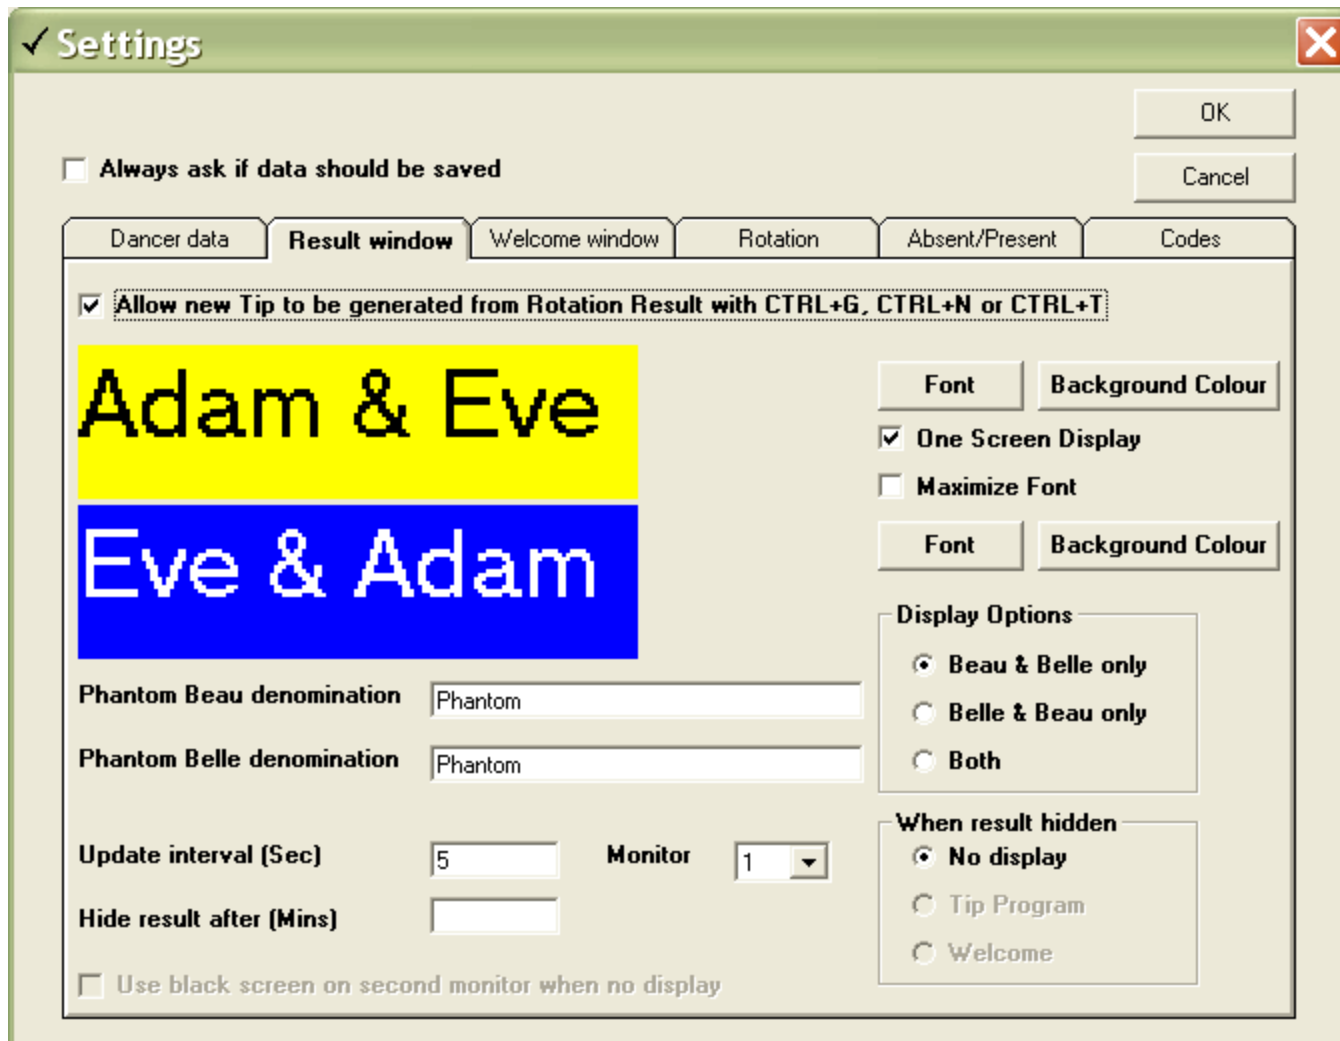 Settings
OK
Always ask if data should be saved
Cancel
Dancer data Result window Welcome window Rotation Absent/Present Codes
Allow new Tip to be generated from Rotation Result with CTRL+G, CTRL+N or CTRL+T
Adam & Eve
Font Background Colour
One Screen Display
Maximize Font
Eve & Adam
Font Background Colour
Display Options
Beau & Belle only
Phantom Beau denomination Phantom
Belle & Beau only
Phantom Belle denomination Phantom
Both
When result hidden
Update interval (Sec) 5 Monitor 1
No display
Tip Program
Hide result after (Mins)
Welcome
Use black screen on second monitor when no display